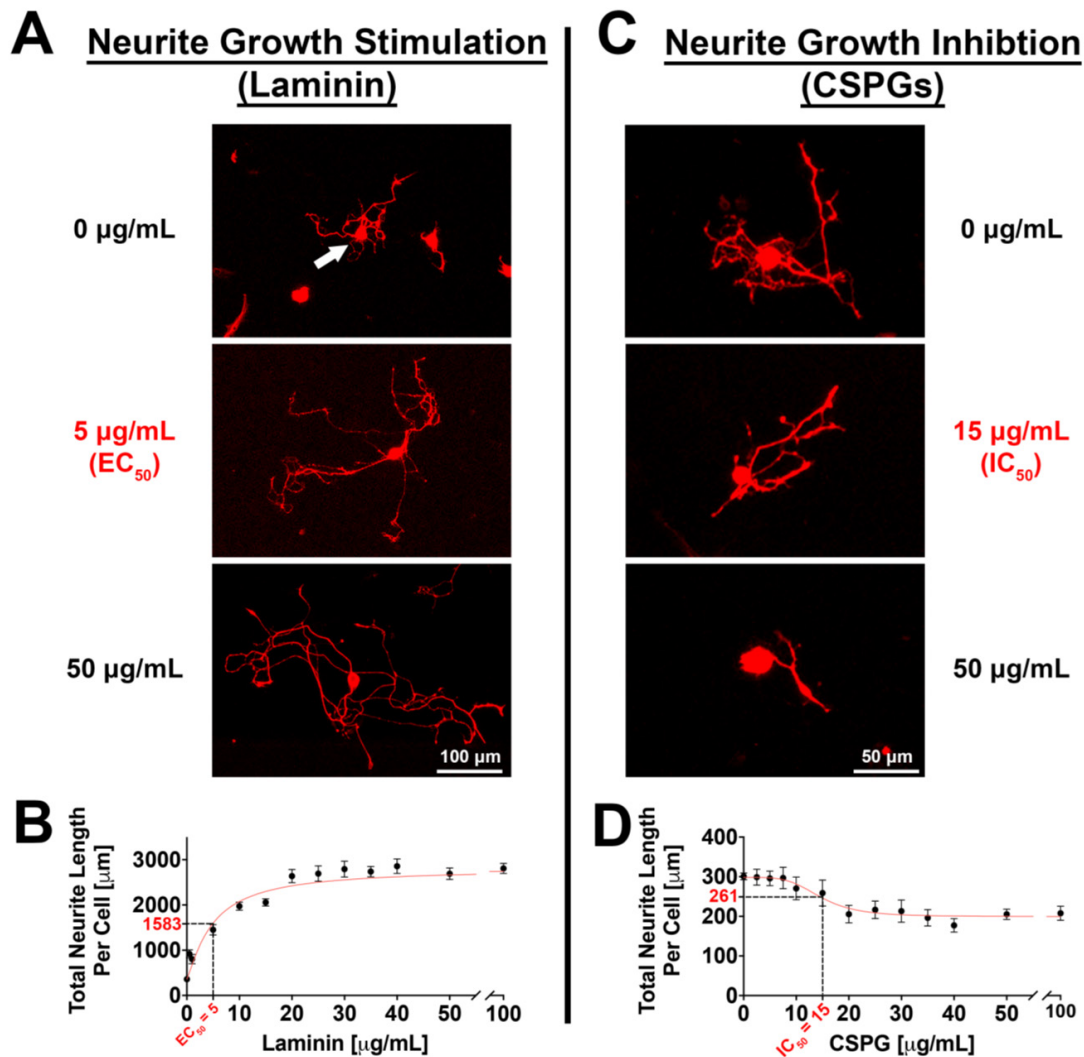 A
Neurite Growth Stimulation
(Laminin)
0 µg/mL
5 µg/mL
(EC50)
50 µg/mL
100 µm
B
Total Neurite Length
Per Cell [µm]
3000
2000
1583
1000
0
0 10 20 30 40 50 100
EC50 = 5
Laminin [µg/mL]
C
Neurite Growth Inhibtion
(CSPGs)
0 µg/mL
15 µg/mL
(IC50)
50 µg/mL
50 µm
D
Total Neurite Length
Per Cell [µm]
400
300
261
200
100
0
0 10 20 30 40 50 100
IC50 = 15
CSPG [µg/mL]